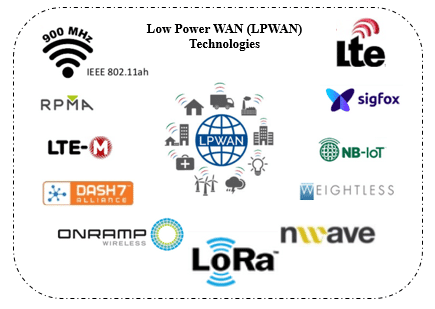 Low Power WAN (LPWAN)
Technologies
900 MHz
IEEE 802.11ah
Lte
RPMA
sigfox
LTE-M
LPWAN
NB-IoT
DASH7
ALLIANCE
WEIGHTLESS
ONRAMP
WIRELESS
nwave
LoRa™